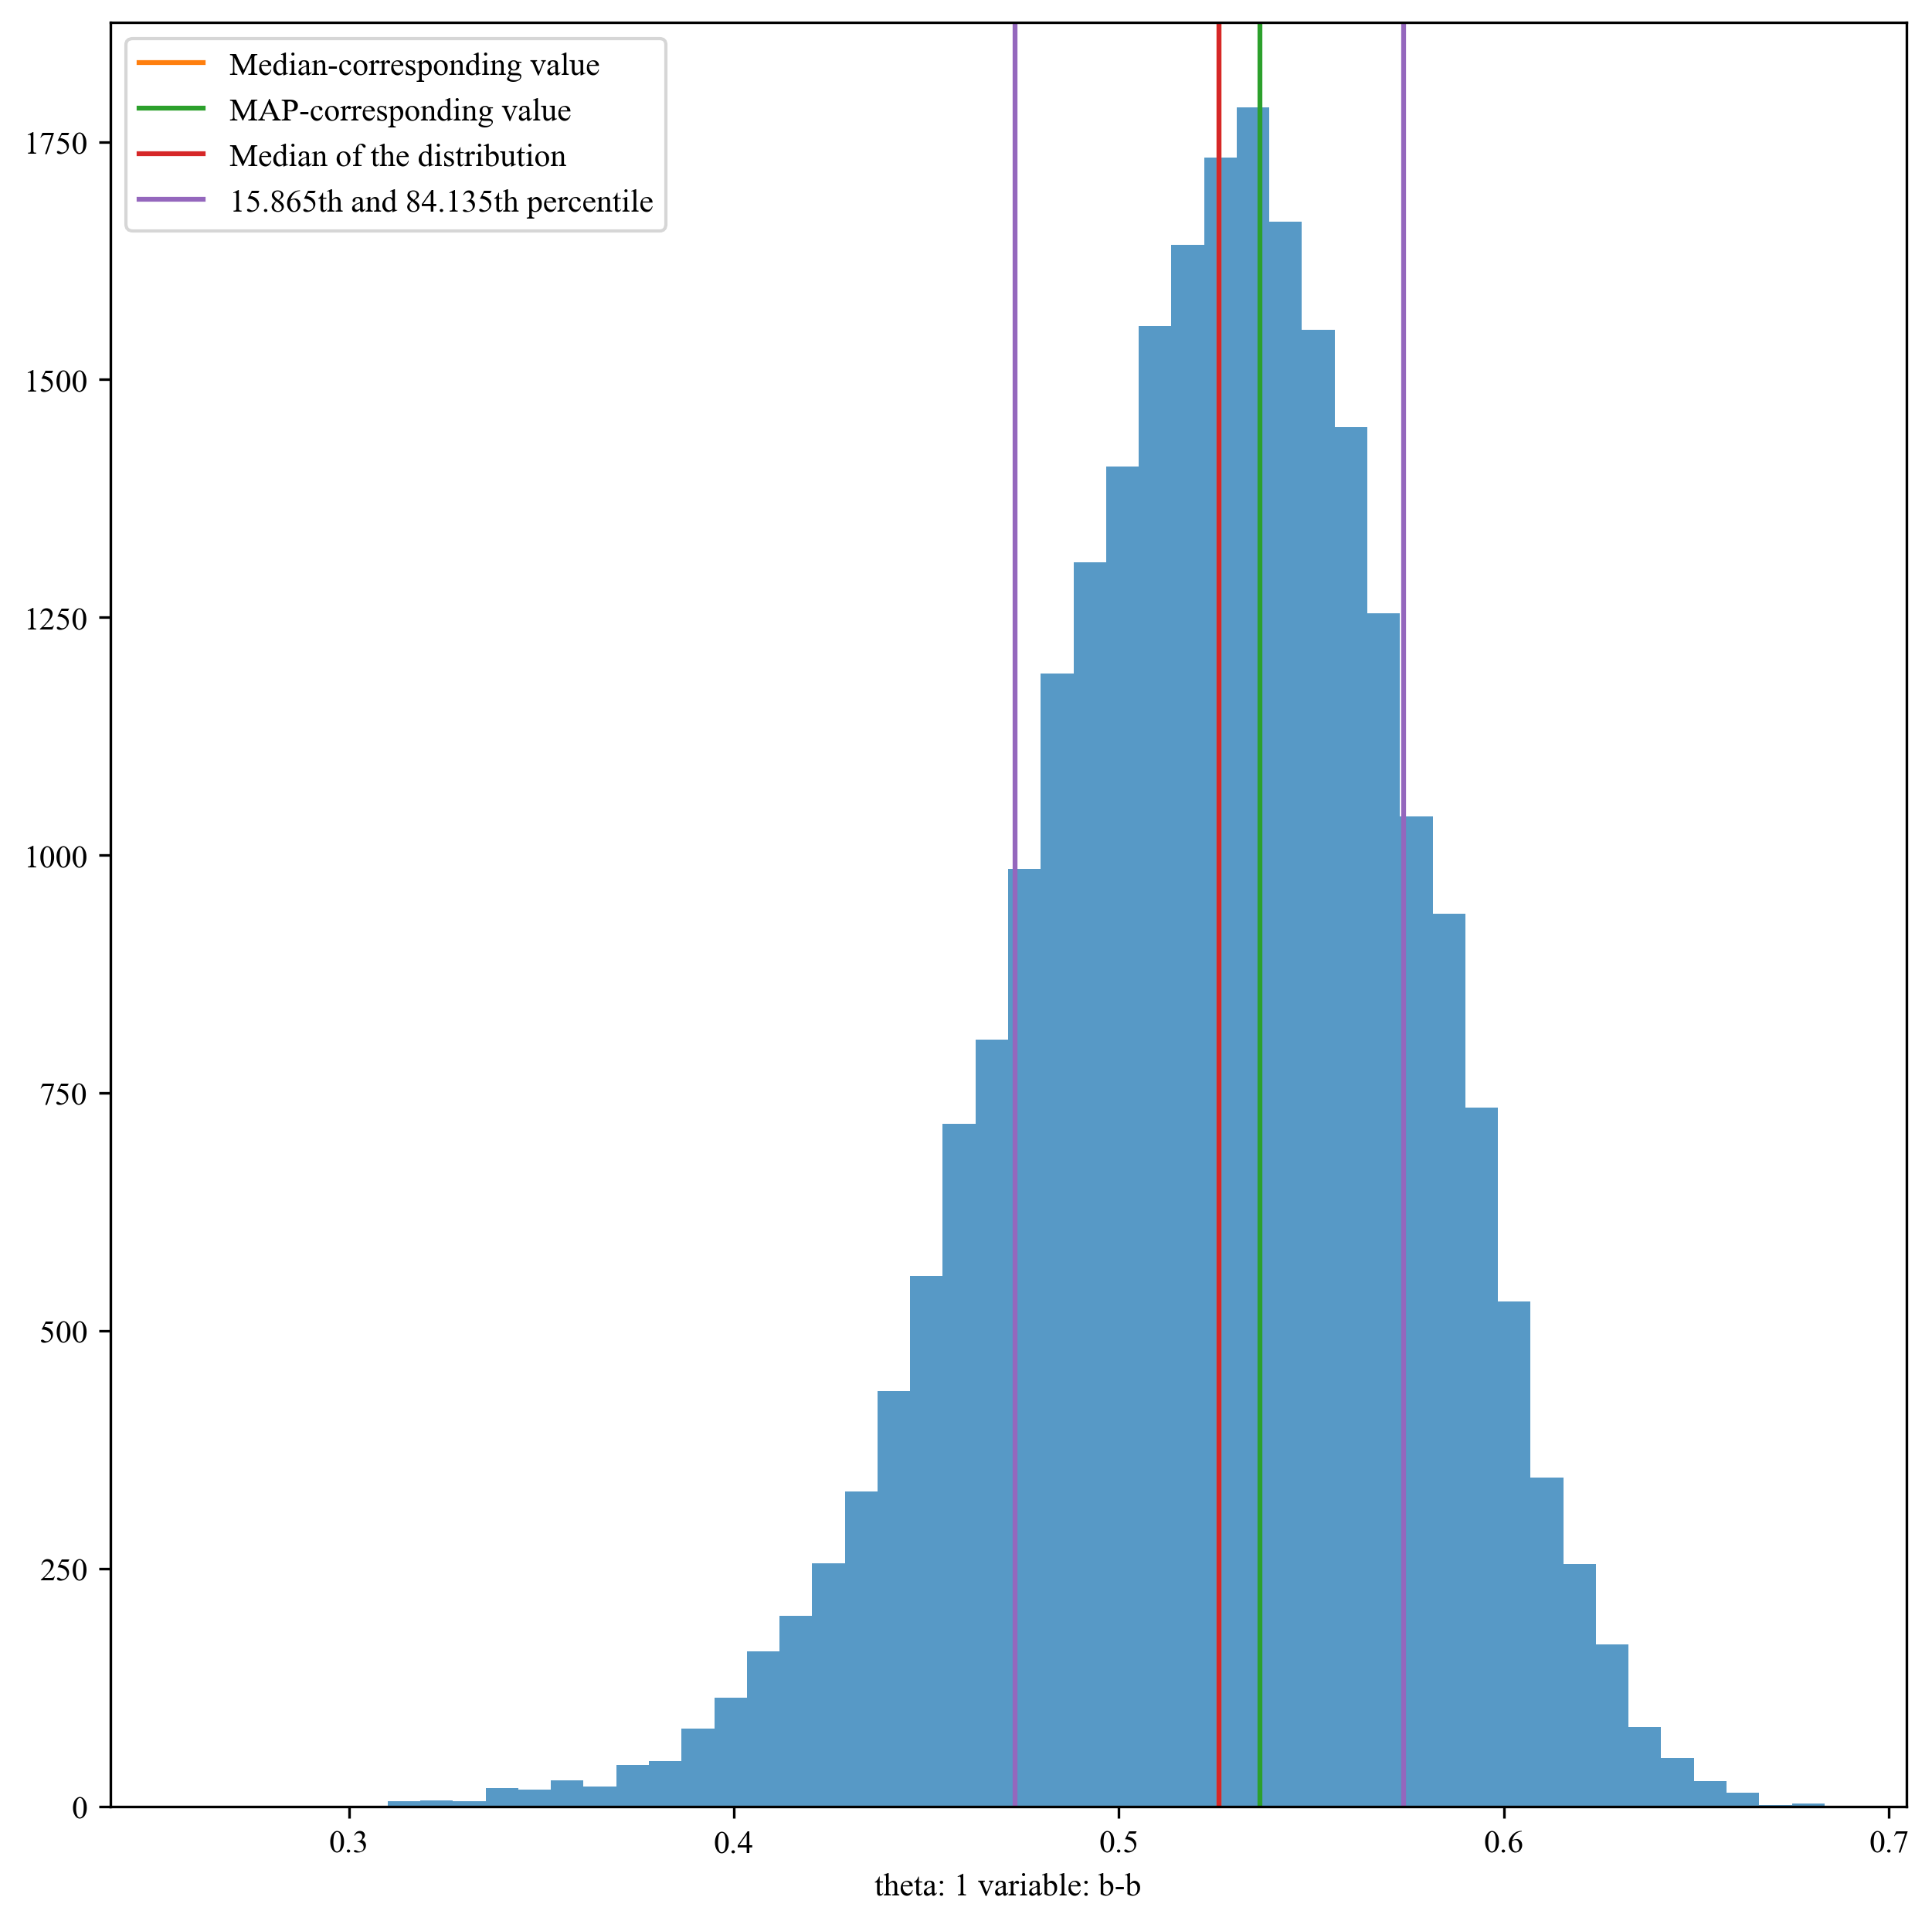 Median-corresponding value
MAP-corresponding value
Median of the distribution
15.865th and 84.135th percentile
1750
1500
1250
1000
750
500
250
0
0.3 0.4 0.5 0.6 0.7
theta: 1 variable: b-b